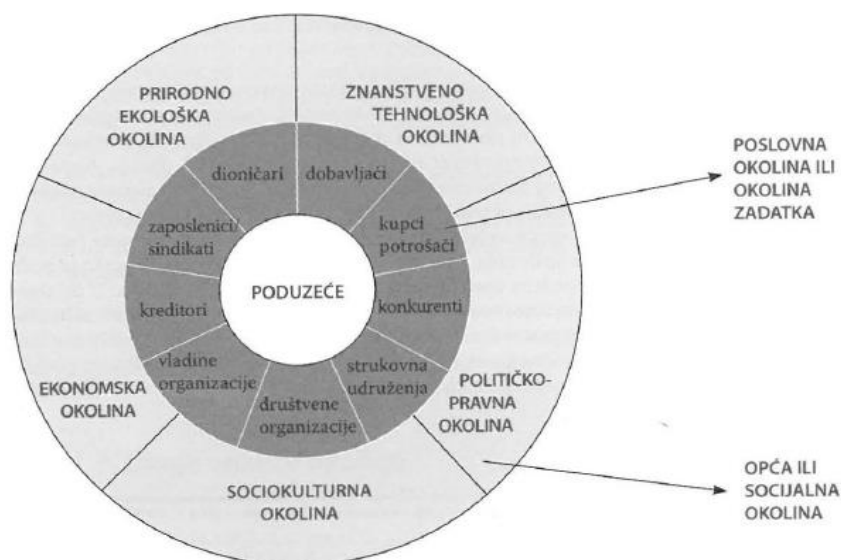 PRIRODNO
EKOLOŠKA
OKOLINA
ZNANSTVENO
TEHNOLOŠKA
OKOLINA
POSLOVNA
OKOLINA ILI
OKOLINA
ZADATKA
dioničari
dobavljaći
zaposlenici/
sindikati
kupci
potrošači
PODUZEĆE
kreditori
konkurenti
vladine
organizacije
strukovna
udruženja
društvene
organizacije
EKONOMSKA
OKOLINA
POLITIČKO-
PRAVNA
OKOLINA
SOCIOKULTURNA
OKOLINA
OPĆA ILI
SOCIJALNA
OKOLINA